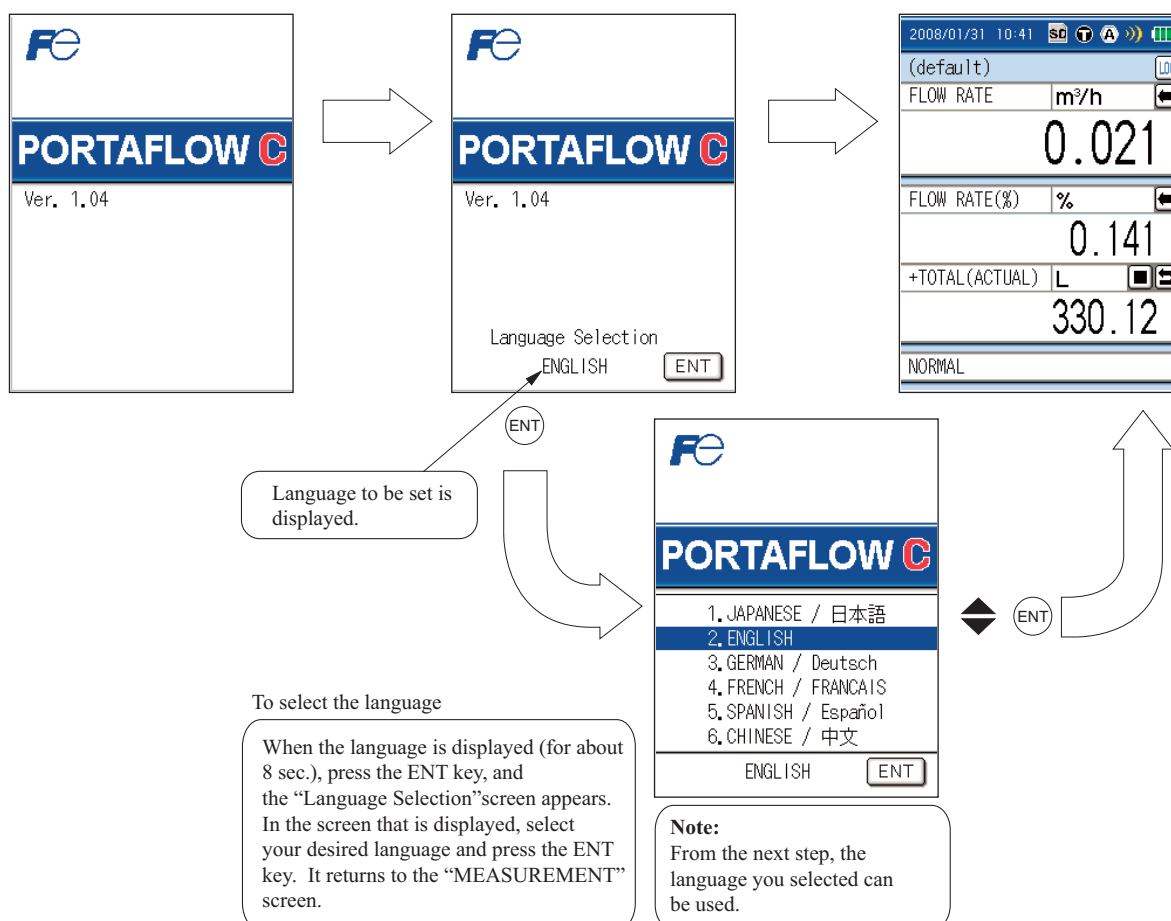 Fe
PORTAFLOW C
Ver. 1.04
Fe
PORTAFLOW C
Ver. 1.04
Language Selection
ENGLISH ENT
2008/01/31 10:41 SD T A
(default)
FLOW RATE m³/h
0.021
FLOW RATE(%) %
0.141
+TOTAL(ACTUAL) L
330.12
NORMAL
ENT
Language to be set is
displayed.
Fe
PORTAFLOW C
1. JAPANESE / 日本語
2. ENGLISH
3. GERMAN / Deutsch
4. FRENCH / FRANCAIS
5. SPANISH / Español
6. CHINESE / 中文
ENGLISH ENT
ENT
To select the language
When the language is displayed (for about
8 sec.), press the ENT key, and
the “Language Selection”screen appears.
In the screen that is displayed, select
your desired language and press the ENT
key. It returns to the “MEASUREMENT”
screen.
Note:
From the next step, the
language you selected can
be used.